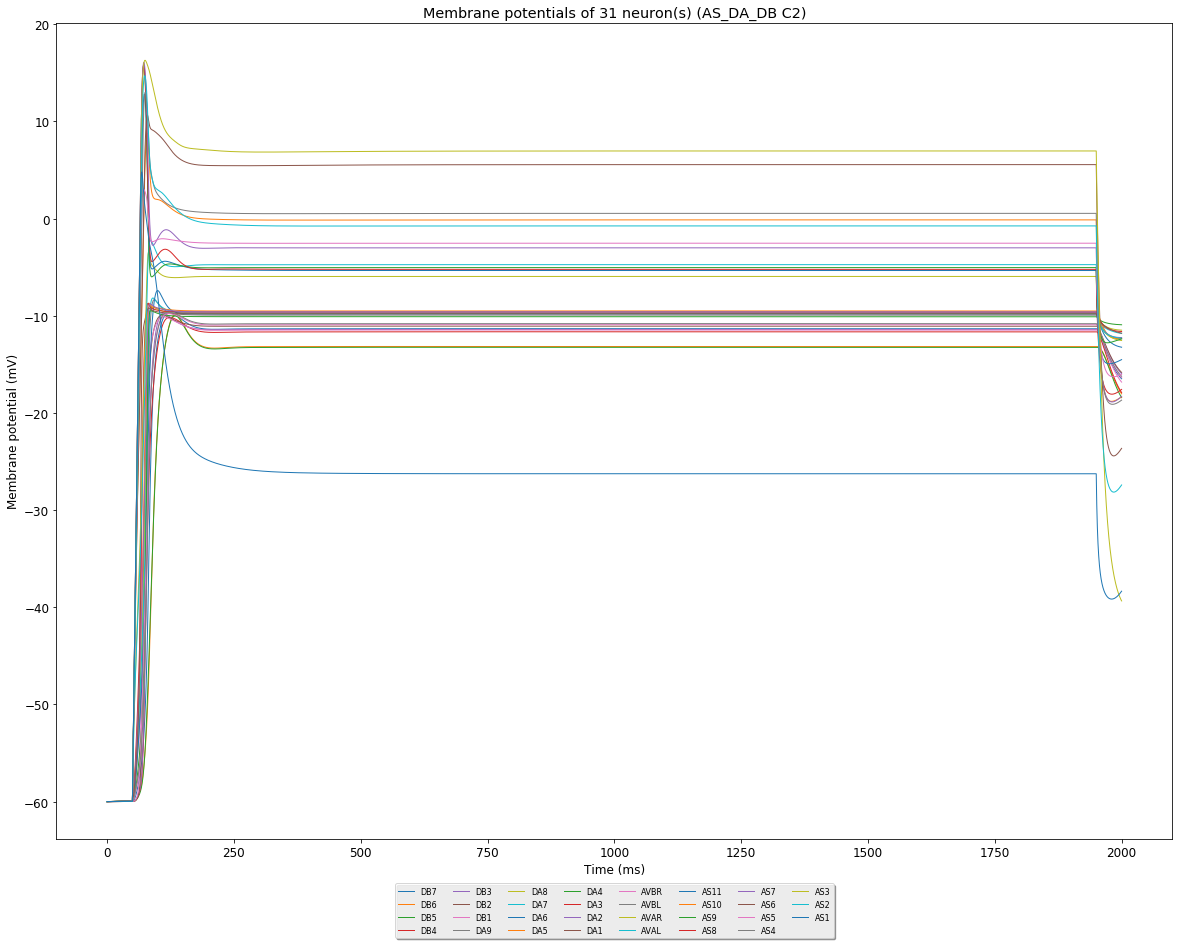 Membrane potentials of 31 neuron(s) (AS_DA_DB C2)
20
10
0
−10
−20
−30
−40
−50
−60
Membrane potential (mV)
0 250 500 750 1000 1250 1500 1750 2000
Time (ms)
DB7 DB3 DA8 DA4 AVBR AS11 AS7 AS3
DB6 DB2 DA7 DA3 AVBL AS10 AS6 AS2
DB5 DB1 DA6 DA2 AVAR AS9 AS5 AS1
DB4 DA9 DA5 DA1 AVAL AS8 AS4